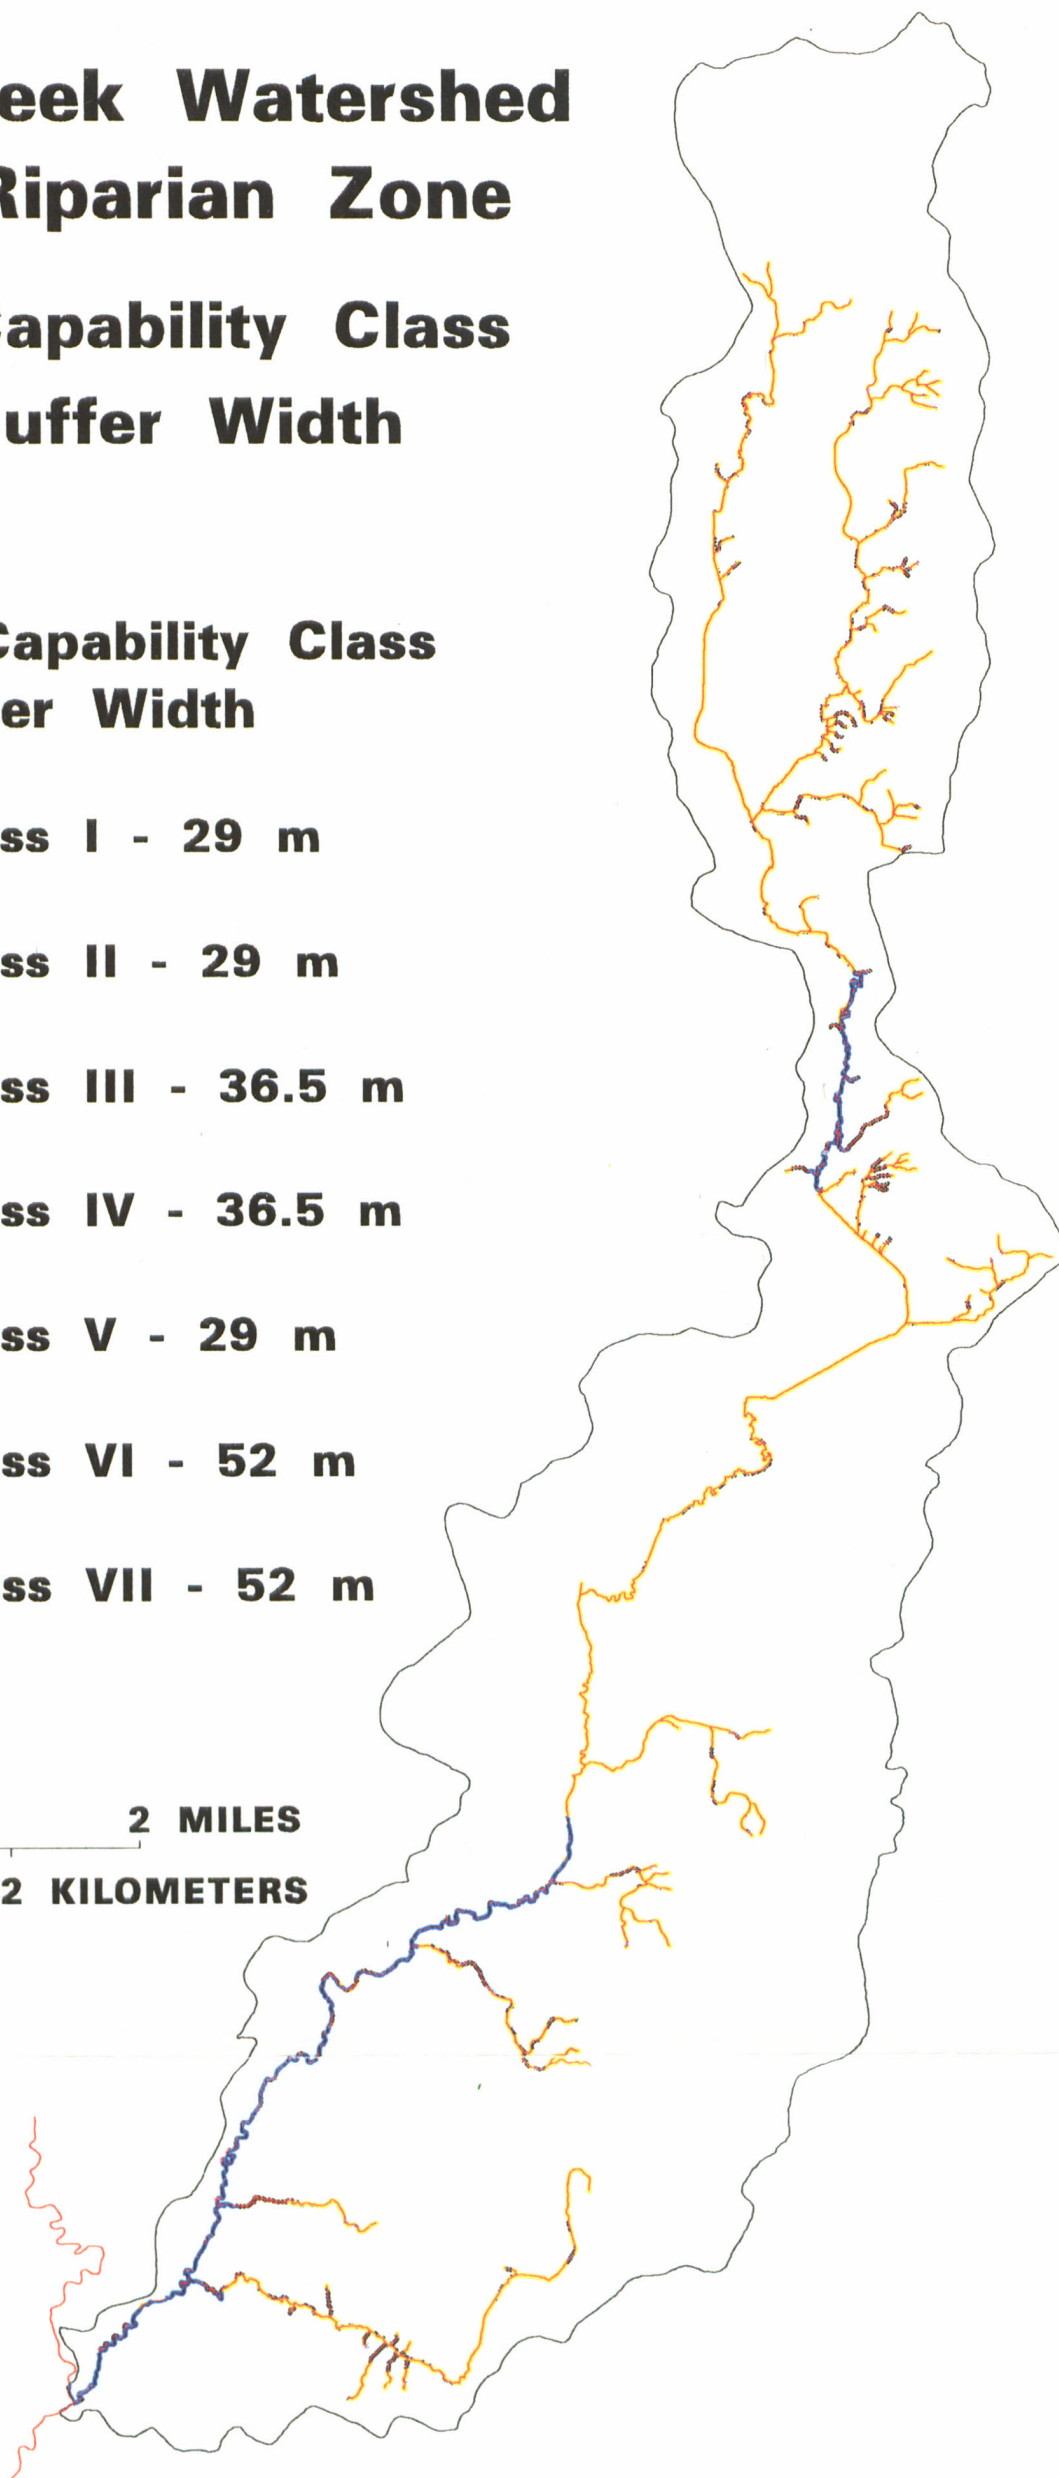 eek Watershed
Riparian Zone
Capability Class
uffer Width
Capability Class
er Width
ss I - 29 m
ss II - 29 m
ss III - 36.5 m
ss IV - 36.5 m
ss V - 29 m
ss VI - 52 m
ss VII - 52 m
2 MILES
2 KILOMETERS